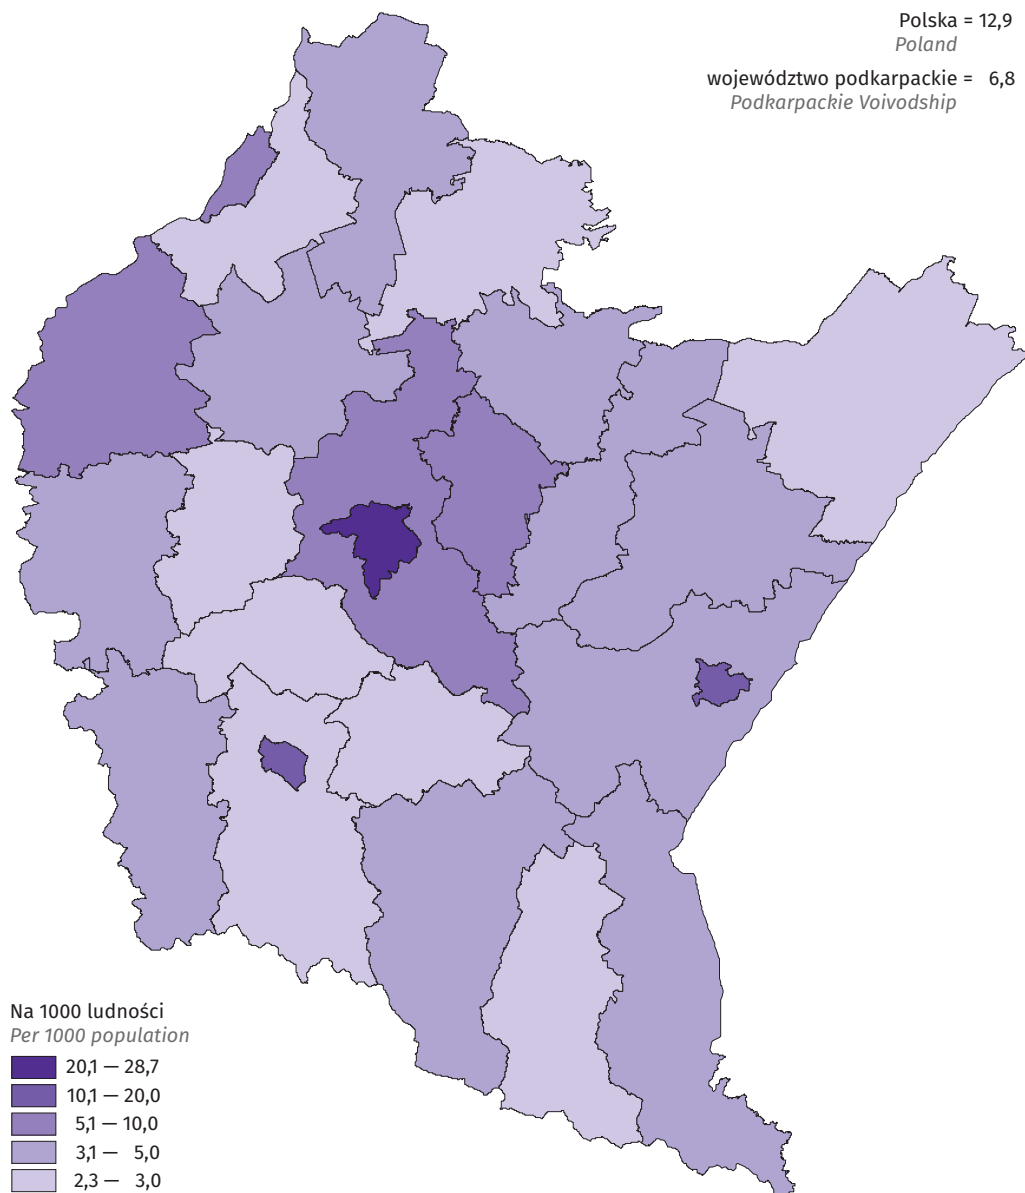 Polska = 12,9
Poland
województwo podkarpackie = 6,8
Podkarpackie Voivodship
Na 1000 ludności
Per 1000 population
20,1 — 28,7
10,1 — 20,0
5,1 — 10,0
3,1 — 5,0
2,3 — 3,0